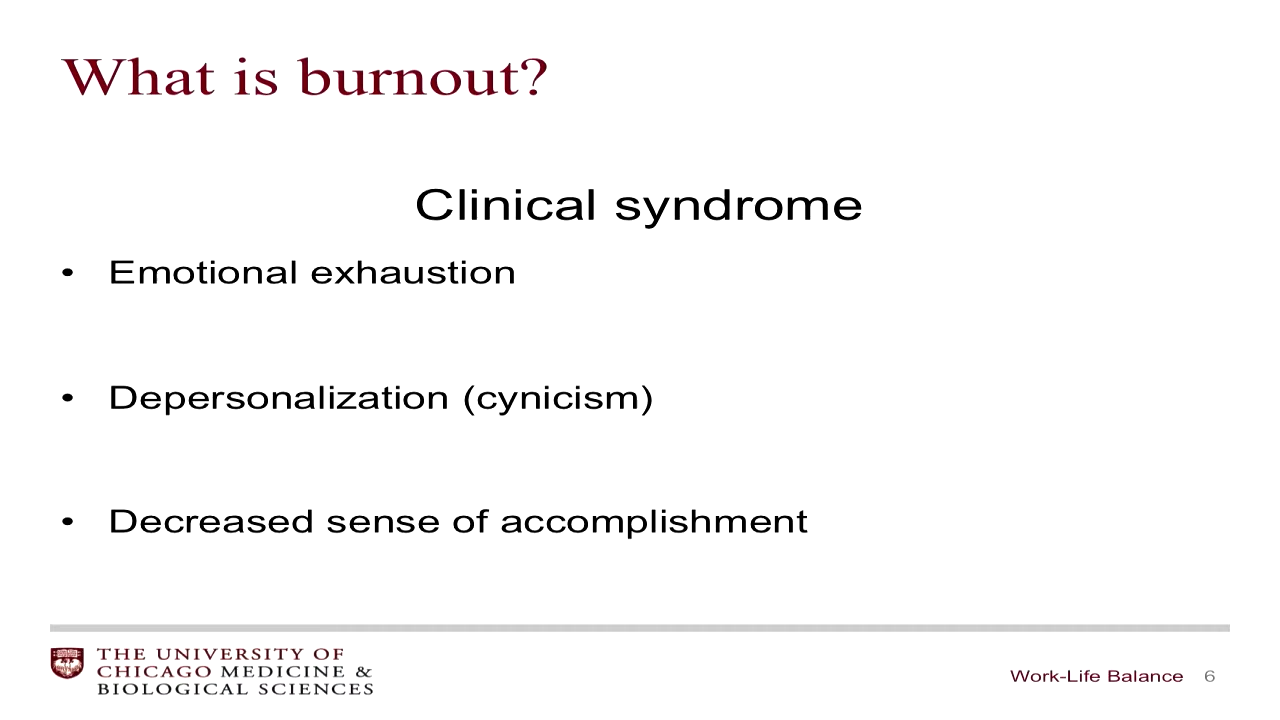 What is burnout?
Clinical syndrome
• Emotional exhaustion
• Depersonalization (cynicism)
• Decreased sense of accomplishment
THE UNIVERSITY OF
CHICAGO MEDICINE &
BIOLOGICAL SCIENCES
Work-Life Balance 6